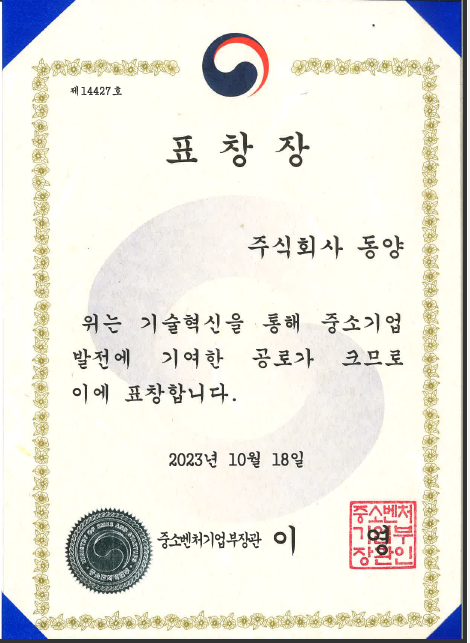 제14427호
표창장
주식회사 동양
위는 기술혁신을 통해 중소기업
발전에 기여한 공로가 크므로
이에 표창합니다.
2023년 10월 18일
중소벤처기업부장관 이 영
중소벤처
기업부
장관인